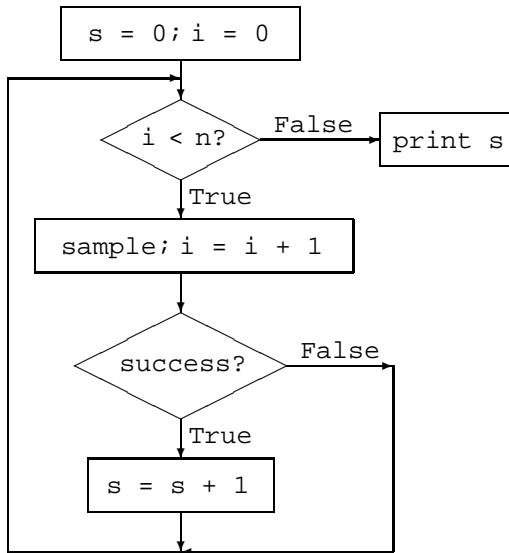 s = 0; i = 0
i < n?
False
print s
True
sample; i = i + 1
success?
False
True
s = s + 1